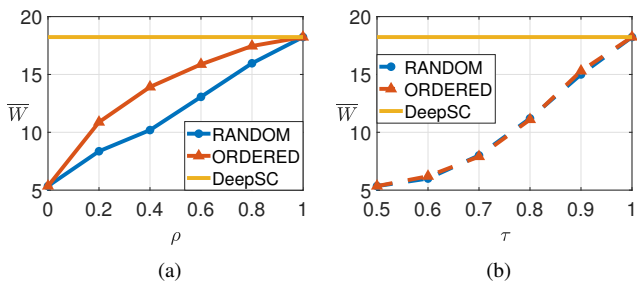 20
15
10
5
W
0 0.2 0.4 0.6 0.8 1
ρ
RANDOM
ORDERED
DeepSC
(a)
20
15
10
5
W
0.5 0.6 0.7 0.8 0.9 1
τ
RANDOM
ORDERED
DeepSC
(b)